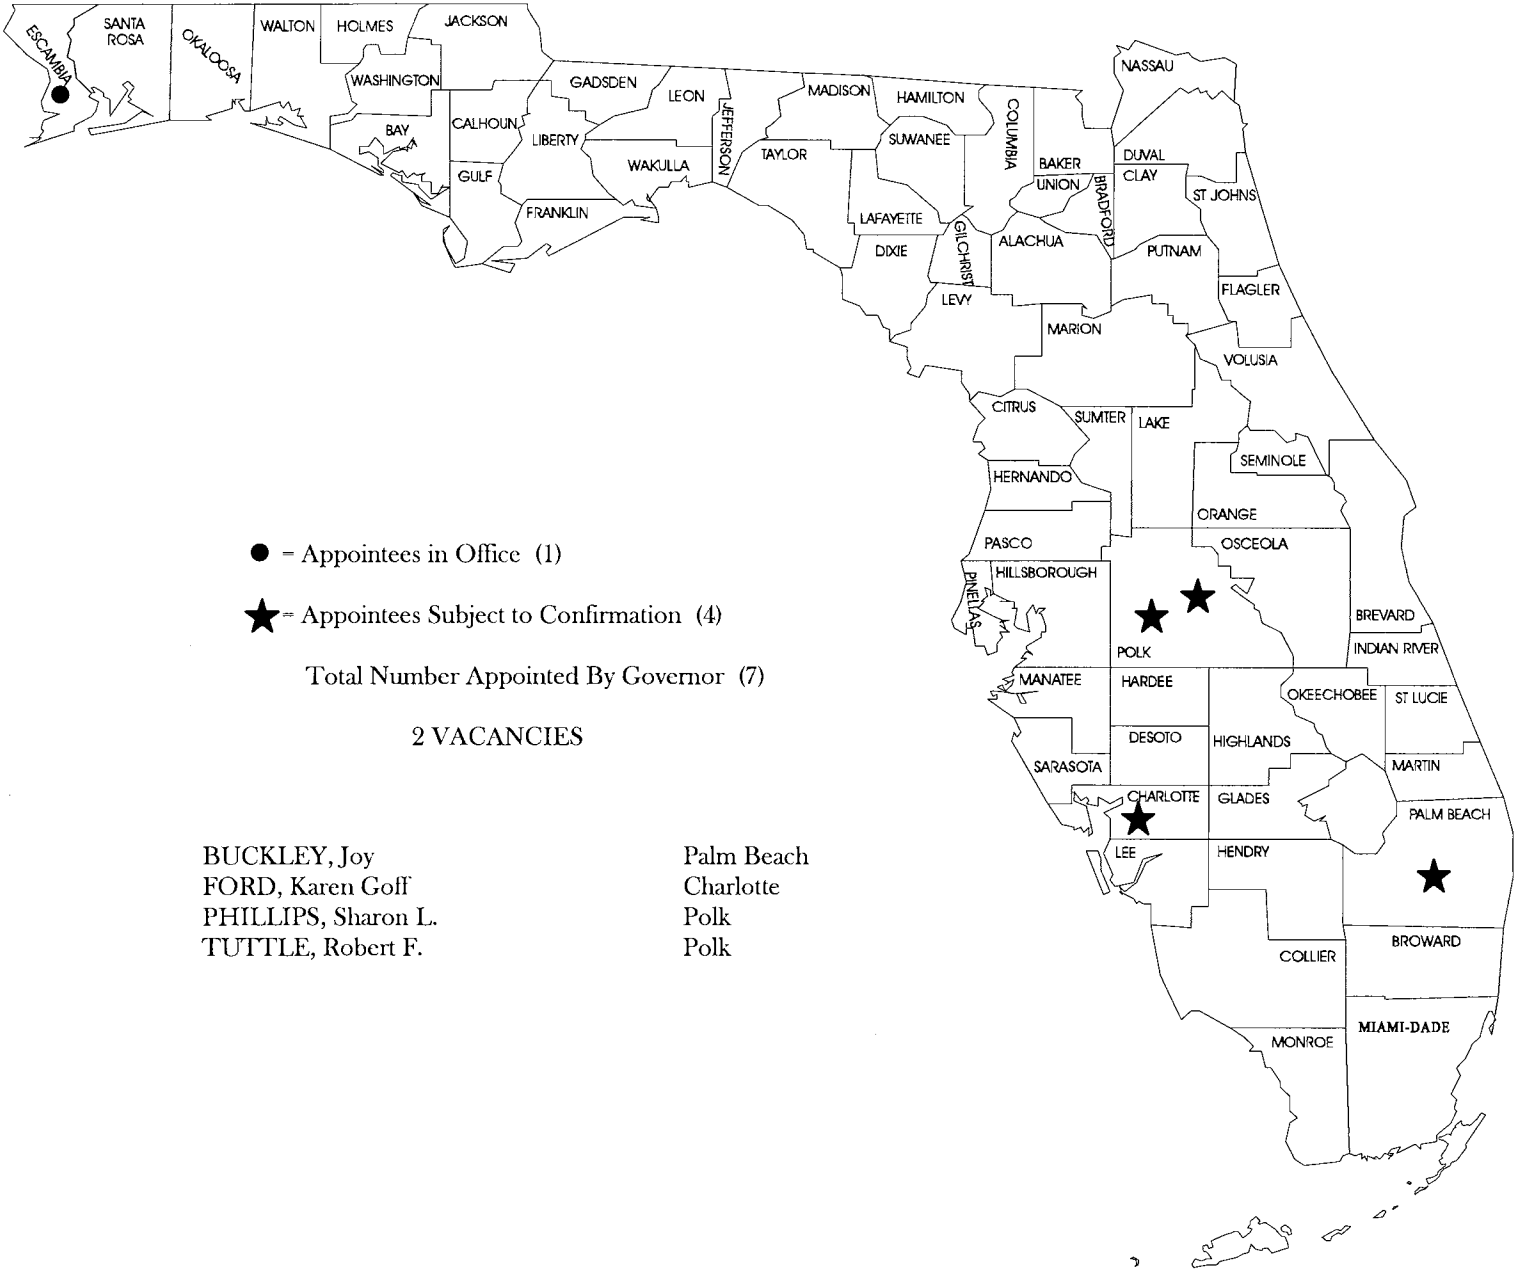 ESCAMBIA
SANTA
ROSA
OKALOOSA
WALTON
HOLMES
JACKSON
WASHINGTON
BAY
CALHOUN
GULF
LIBERTY
GADSDEN
FRANKLIN
LEON
WAKULLA
JEFFERSON
MADISON
TAYLOR
HAMILTON
SUWANEE
LAFAYETTE
DIXIE
COLUMBIA
GILCHRIST
BAKER
UNION
BRADFORD
ALACHUA
LEVY
NASSAU
DUVAL
CLAY
ST JOHNS
PUTNAM
FLAGLER
MARION
VOLUSIA
CITRUS
SUMTER
LAKE
SEMINOLE
HERNANDO
ORANGE
PASCO
OSCEOLA
PINELLAS
HILLSBOROUGH
BREVARD
POLK
INDIAN RIVER
MANATEE
HARDEE
OKEECHOBEE
ST LUCIE
DESOTO
HIGHLANDS
SARASOTA
MARTIN
CHARLOTTE
GLADES
PALM BEACH
LEE
HENDRY
BROWARD
COLLIER
MIAMI-DADE
MONROE
= Appointees in Office (1)
= Appointees Subject to Confirmation (4)
Total Number Appointed By Governor (7)
2 VACANCIES
BUCKLEY, Joy Palm Beach
FORD, Karen Goff Charlotte
PHILLIPS, Sharon L. Polk
TUTTLE, Robert F. Polk